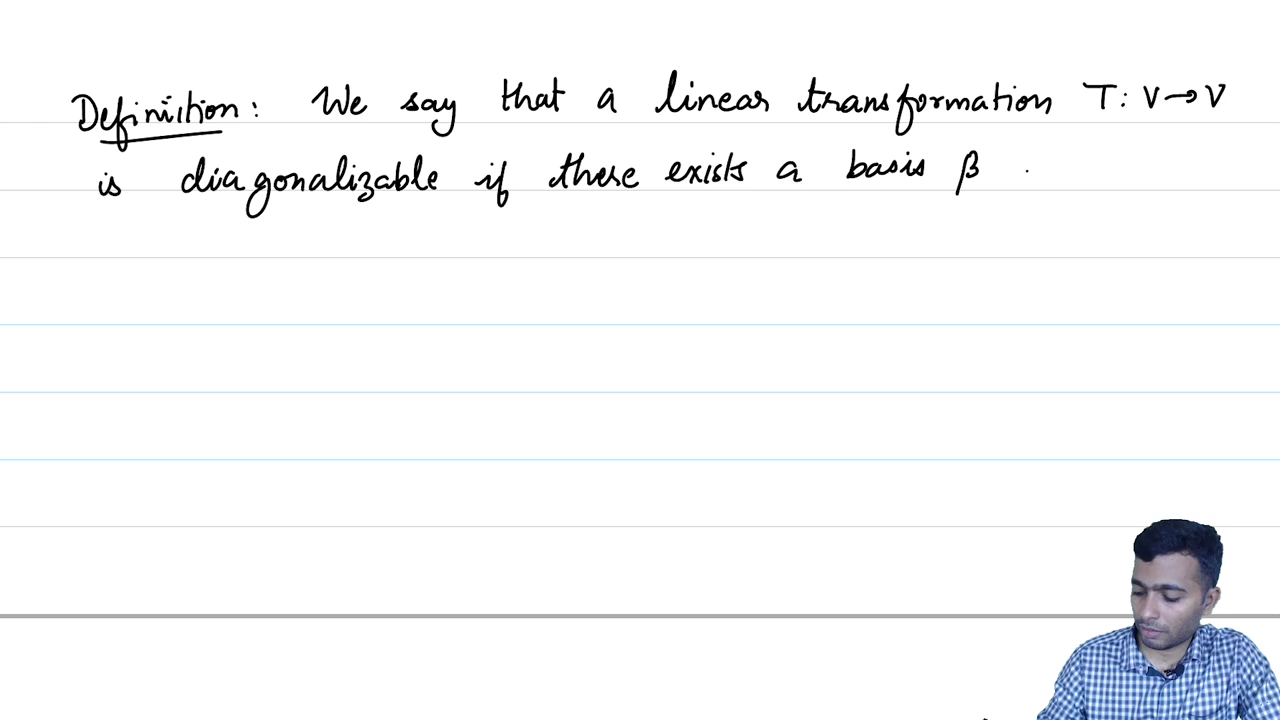 Definition: We say that a linear transformation T: V→V
is diagonalizable if there exists a basis β